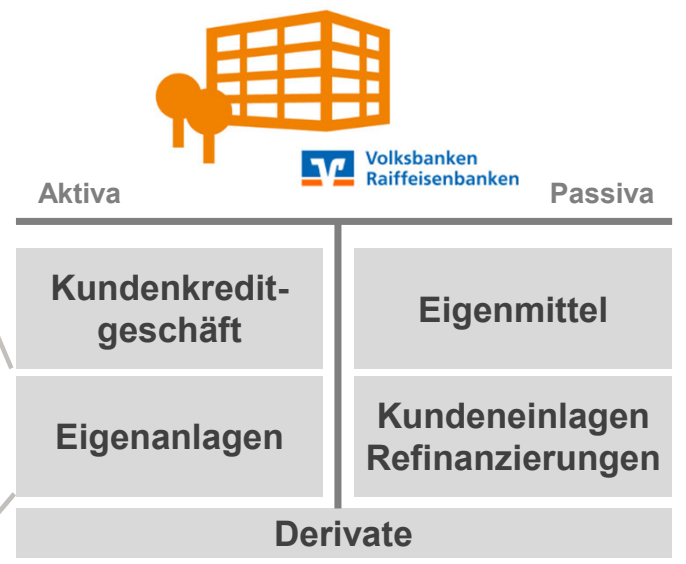 Volksbanken
Raiffeisenbanken
Aktiva
Passiva
Kundenkredit-
geschäft
Eigenmittel
Eigenanlagen
Kundeneinlagen
Refinanzierungen
Derivate